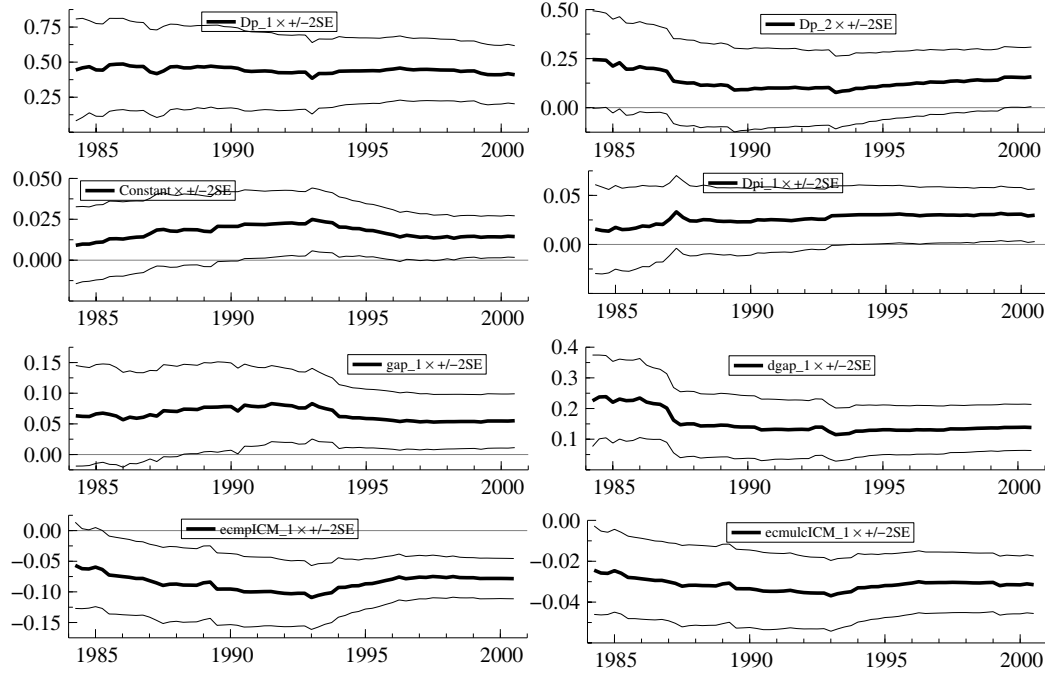 Dp_1 × +/−2SE
0.75
0.50
0.25
1985 1990 1995 2000
Dp_2 × +/−2SE
0.50
0.25
0.00
1985 1990 1995 2000
Constant × +/−2SE
0.050
0.025
0.000
1985 1990 1995 2000
Dpi_1 × +/−2SE
0.05
0.00
1985 1990 1995 2000
gap_1 × +/−2SE
0.15
0.10
0.05
0.00
1985 1990 1995 2000
dgap_1 × +/−2SE
0.4
0.3
0.2
0.1
1985 1990 1995 2000
ecmpICM_1 × +/−2SE
0.00
−0.05
−0.10
−0.15
1985 1990 1995 2000
ecmulcICM_1 × +/−2SE
0.00
−0.02
−0.04
1985 1990 1995 2000